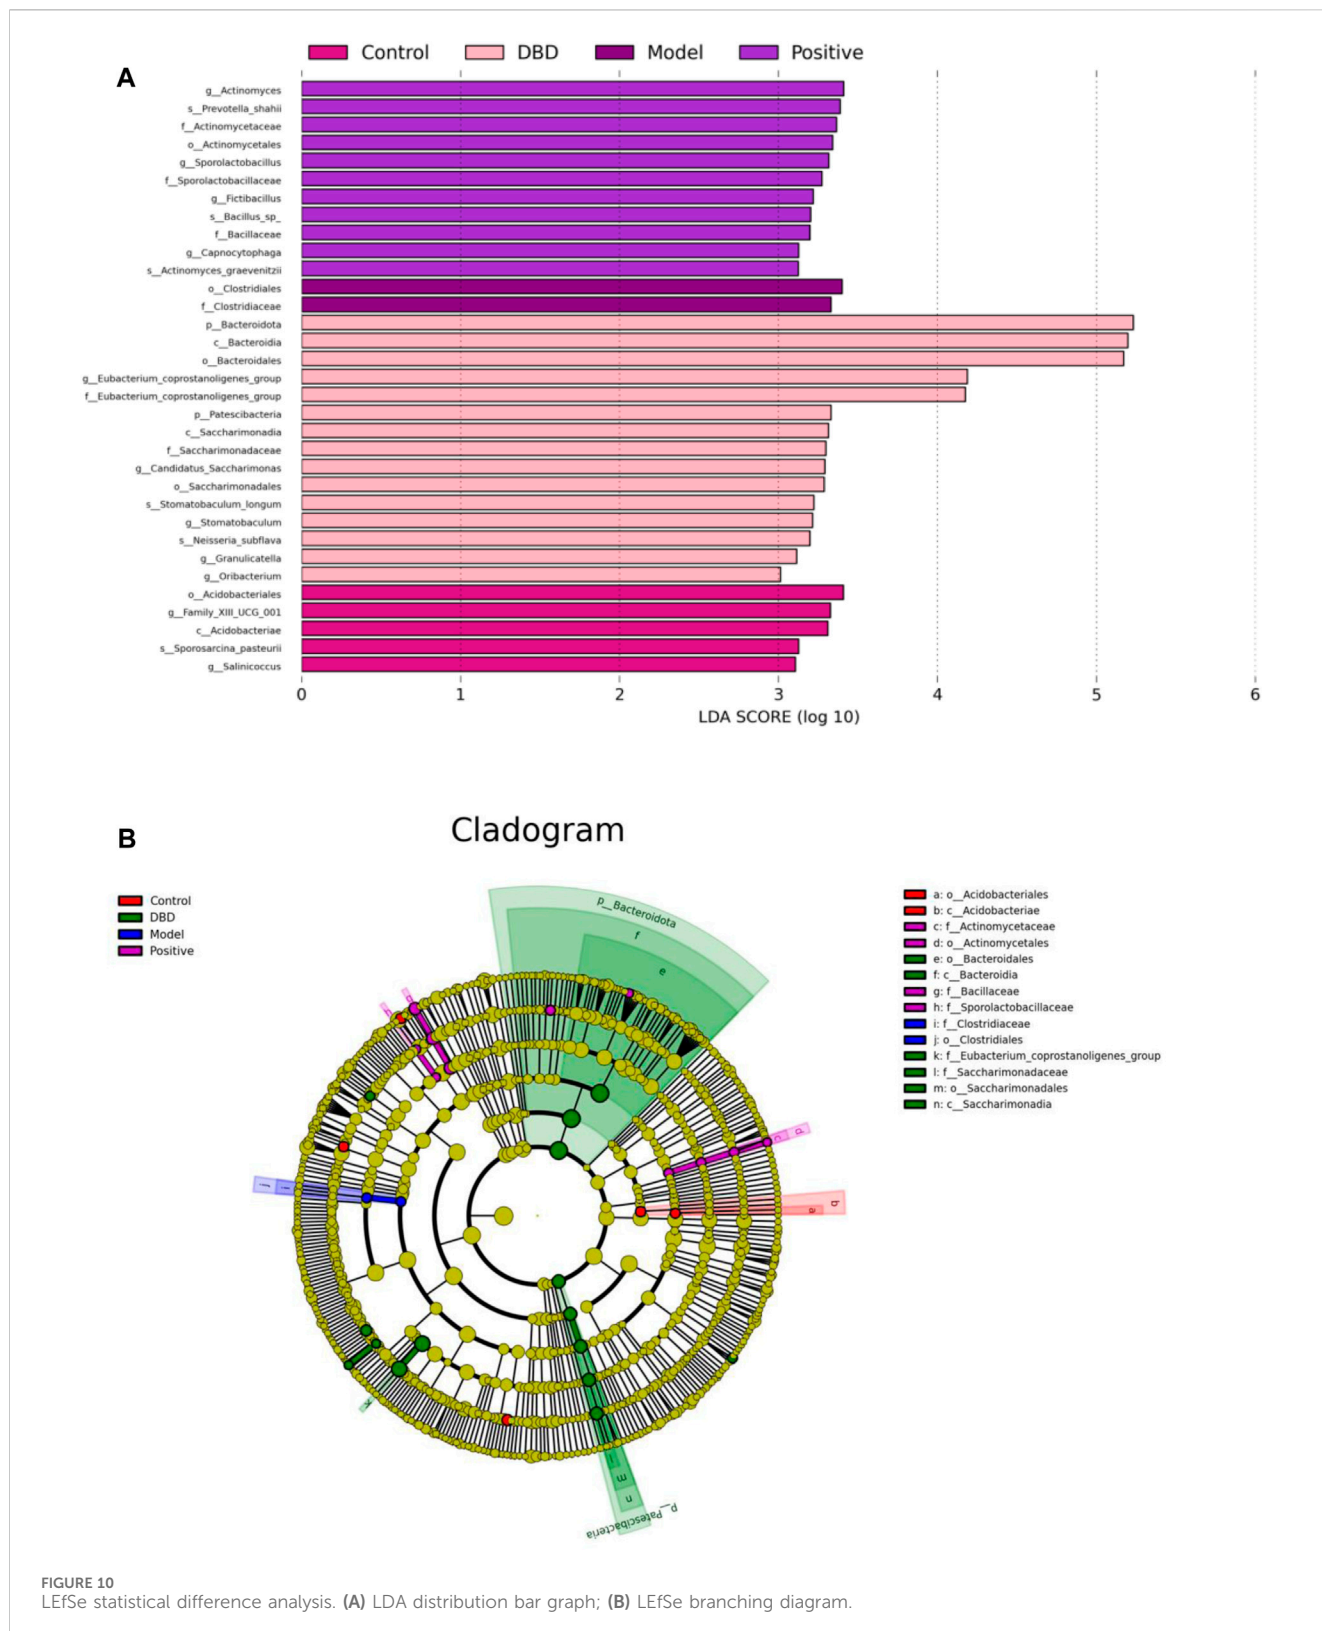 Control DBD Model Positive
A
g__Actinomyces
s__Prevotella_shahii
f__Actinomycetaceae
o__Actinomycetales
g__Sporolactobacillus
f__Sporolactobacillaceae
g__Fictibacillus
s__Bacillus_sp_
f__Bacillaceae
g__Capnocytophaga
s__Actinomyces_graevenitzii
o__Clostridiales
f__Clostridiaceae
p__Bacteroidota
c__Bacteroidia
o__Bacteroidales
g__Eubacterium_coprostanoligenes_group
f__Eubacterium_coprostanoligenes_group
p__Patescibacteria
c__Saccharimonadia
f__Saccharimonadaceae
g__Candidatus_Saccharimonas
o__Saccharimonadales
s__Stomatobaculum_longum
g__Stomatobaculum
s__Neisseria_subflava
g__Granulicatella
g__Oribacterium
o__Acidobacteriales
g__Family_XIII_UCG_001
c__Acidobacteriae
s__Sporosarcina_pasteurii
g__Salinicoccus
0 1 2 3 4 5 6
LDA SCORE (log 10)
B
Cladogram
Control
DBD
Model
Positive
p__Bacteroidota
f
e
d
c
b
a
j i
k
l
m
n
p__Patescibacteria
a: o__Acidobacteriales
b: c__Acidobacteriae
c: f__Actinomycetaceae
d: o__Actinomycetales
e: o__Bacteroidales
f: c__Bacteroidia
g: f__Bacillaceae
h: f__Sporolactobacillaceae
i: f__Clostridiaceae
j: o__Clostridiales
k: f__Eubacterium_coprostanoligenes_group
l: f__Saccharimonadaceae
m: o__Saccharimonadales
n: c__Saccharimonadia
FIGURE 10
LEfSe statistical difference analysis. (A) LDA distribution bar graph; (B) LEfSe branching diagram.